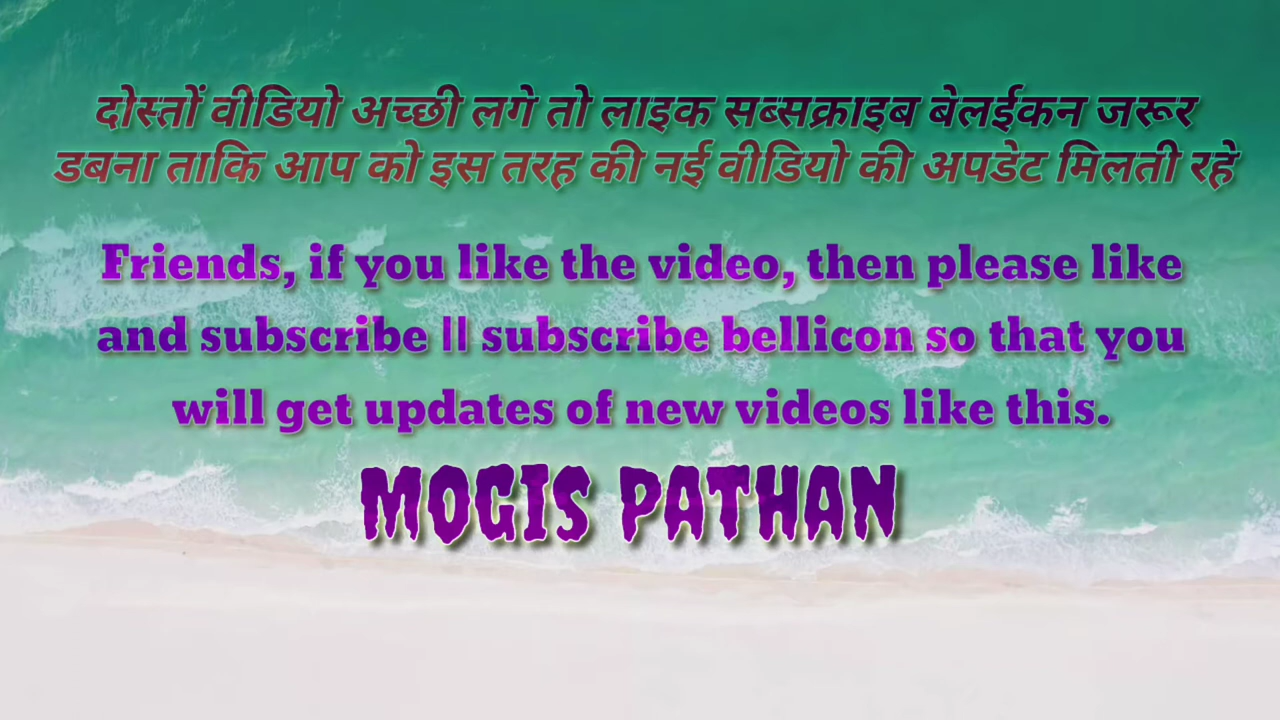 दोस्तों वीडियो अच्छी लगे तो लाइक सब्सक्राइब बेलईकन जरूर
डबना ताकि आप को इस तरह की नई वीडियो की अपडेट मिलती रहे
Friends, if you like the video, then please like
and subscribe || subscribe bellicon so that you
will get updates of new videos like this.
MOGIS PATHAN